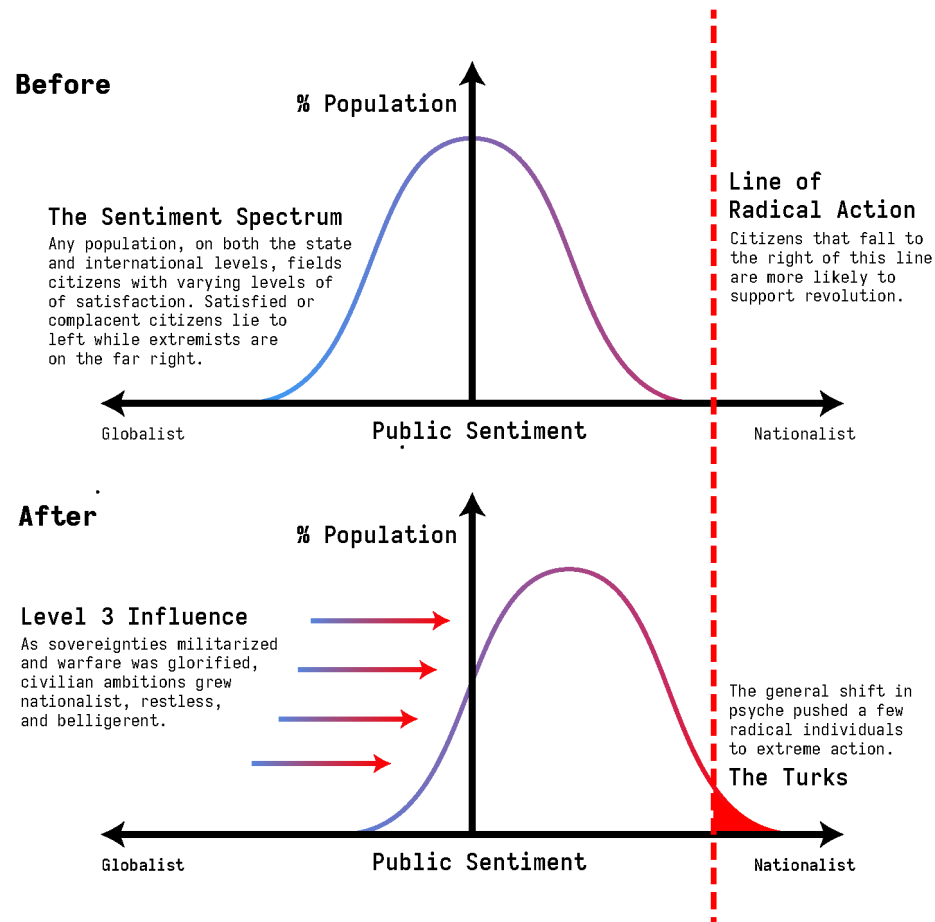 Before
% Population
The Sentiment Spectrum
Any population, on both the state
and international levels, fields
citizens with varying levels of
of satisfaction. Satisfied or
complacent citizens lie to
left while extremists are
on the far right.
Line of
Radical Action
Citizens that fall to
the right of this line
are more likely to
support revolution.
Globalist
Public Sentiment
Nationalist
After
% Population
Level 3 Influence
As sovereignties militarized
and warfare was glorified,
civilian ambitions grew
nationalist, restless,
and belligerent.
The general shift in
psyche pushed a few
radical individuals
to extreme action.
The Turks
Globalist
Public Sentiment
Nationalist